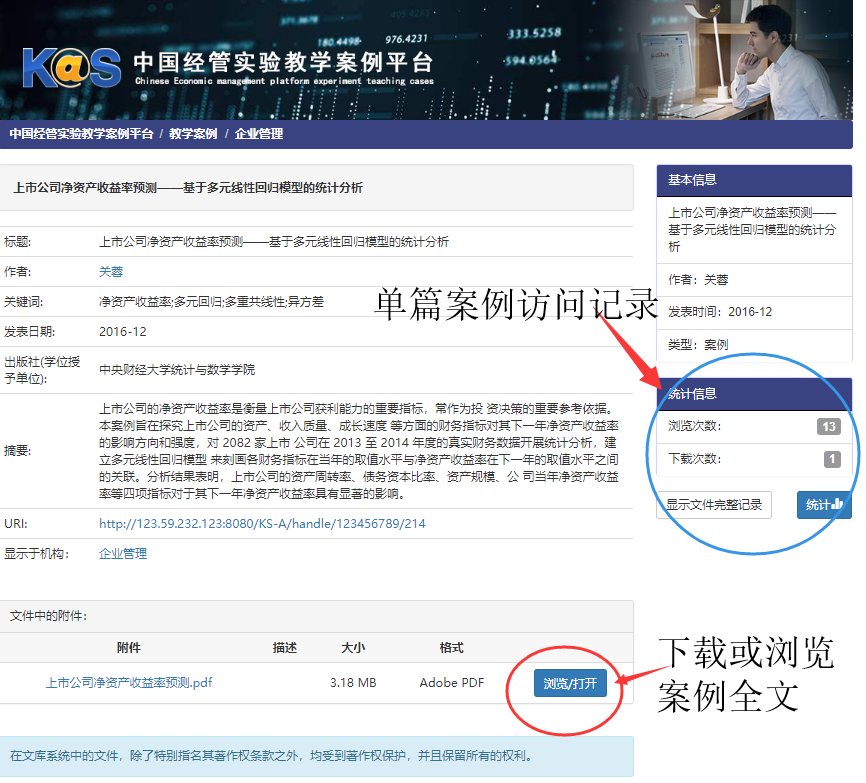 405.4265
333.5258
180.4498
976.4231
594.0564
K@S
中国经管实验教学案例平台
Chinese Economic management platform experiment teaching cases
中国经管实验教学案例平台 / 教学案例 / 企业管理
上市公司净资产收益率预测——基于多元线性回归模型的统计分析
标题: 上市公司净资产收益率预测——基于多元线性回归模型的统计分析
作者: 关蓉
关键词: 净资产收益率;多元回归;多重共线性;异方差
发表日期: 2016-12
出版社(学位授
予单位): 中央财经大学统计与数学学院
摘要:
上市公司的净资产收益率是衡量上市公司获利能力的重要指标，常作为投 资决策的重要参考依据。
本案例旨在探究上市公司的资产、收入质量、成长速度 等方面的财务指标对其下一年净资产收益率
的影响方向和强度，对 2082 家上市 公司在 2013 至 2014 年度的真实财务数据开展统计分析，建
立多元线性回归模型 来刻画各财务指标在当年的取值水平与净资产收益率在下一年的取值水平之间
的关联。分析结果表明，上市公司的资产周转率、债务资本比率、资产规模、公 司当年净资产收益
率等四项指标对于其下一年净资产收益率具有显著的影响。
URI: http://123.59.232.123:8080/KS-A/handle/123456789/214
显示于机构: 企业管理
基本信息
上市公司净资产收益率预测——
基于多元线性回归模型的统计分
析
作者：关蓉
发表时间：2016-12
类型：案例
单篇案例访问记录
统计信息
浏览次数: 13
下载次数: 1
显示文件完整记录 统计
文件中的附件:
附件 描述 大小 格式
上市公司净资产收益率预测.pdf 3.18 MB Adobe PDF 浏览/打开
下载或浏览
案例全文
在文库系统中的文件，除了特别指名其著作权条款之外，均受到著作权保护，并且保留所有的权利。